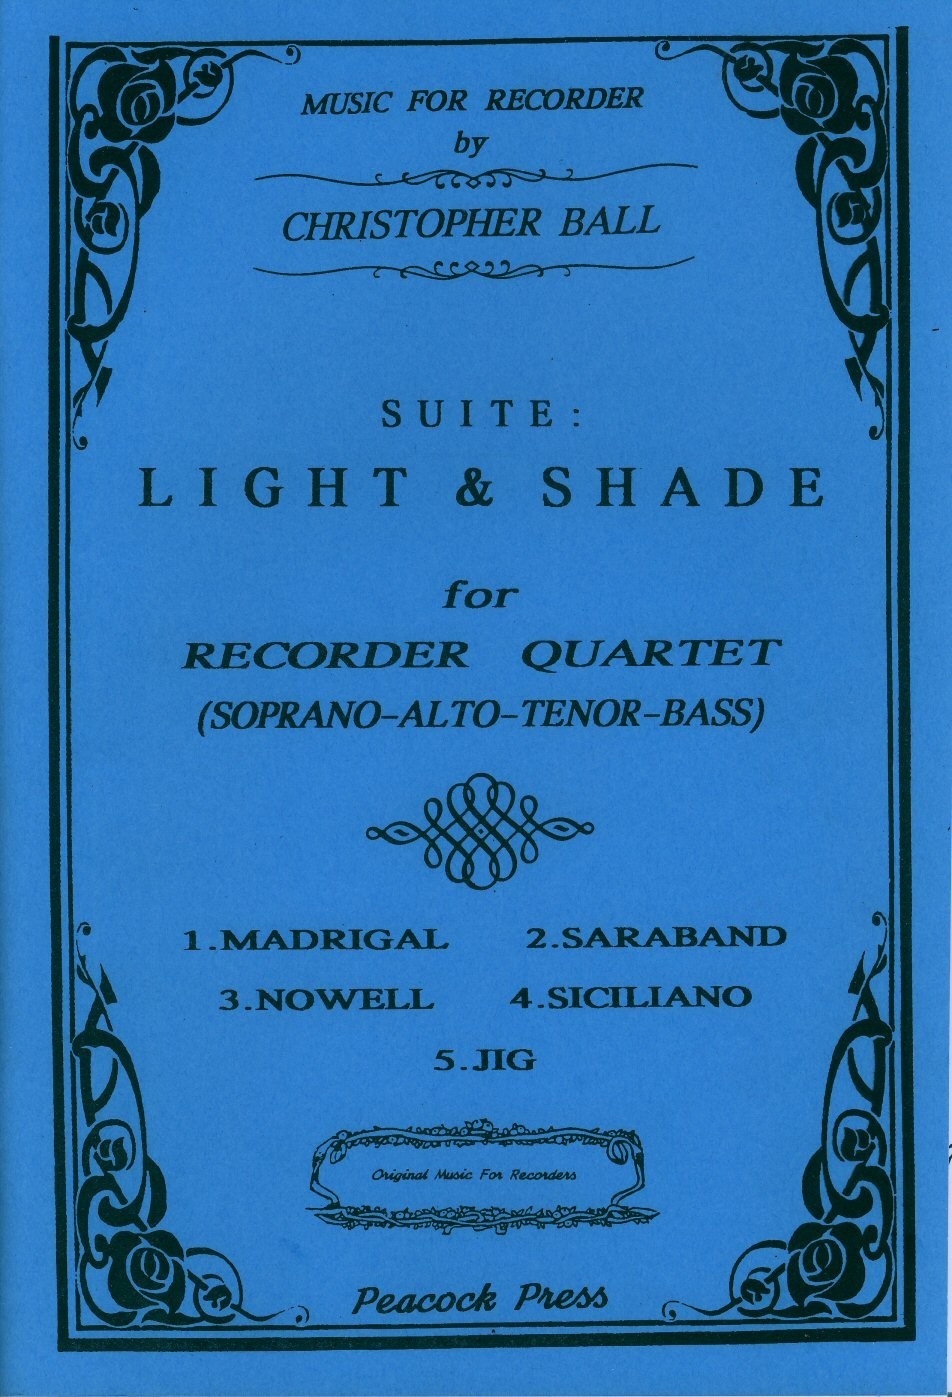 MUSIC FOR RECORDER
by
CHRISTOPHER BALL
SUITE:
LIGHT & SHADE
for
RECORDER QUARTET
(SOPRANO-ALTO-TENOR-BASS)
1.MADRIGAL 2.SARABAND
3.NOWELL 4.SICILIANO
5.JIG
Original Music For Recorders
Peacock Press